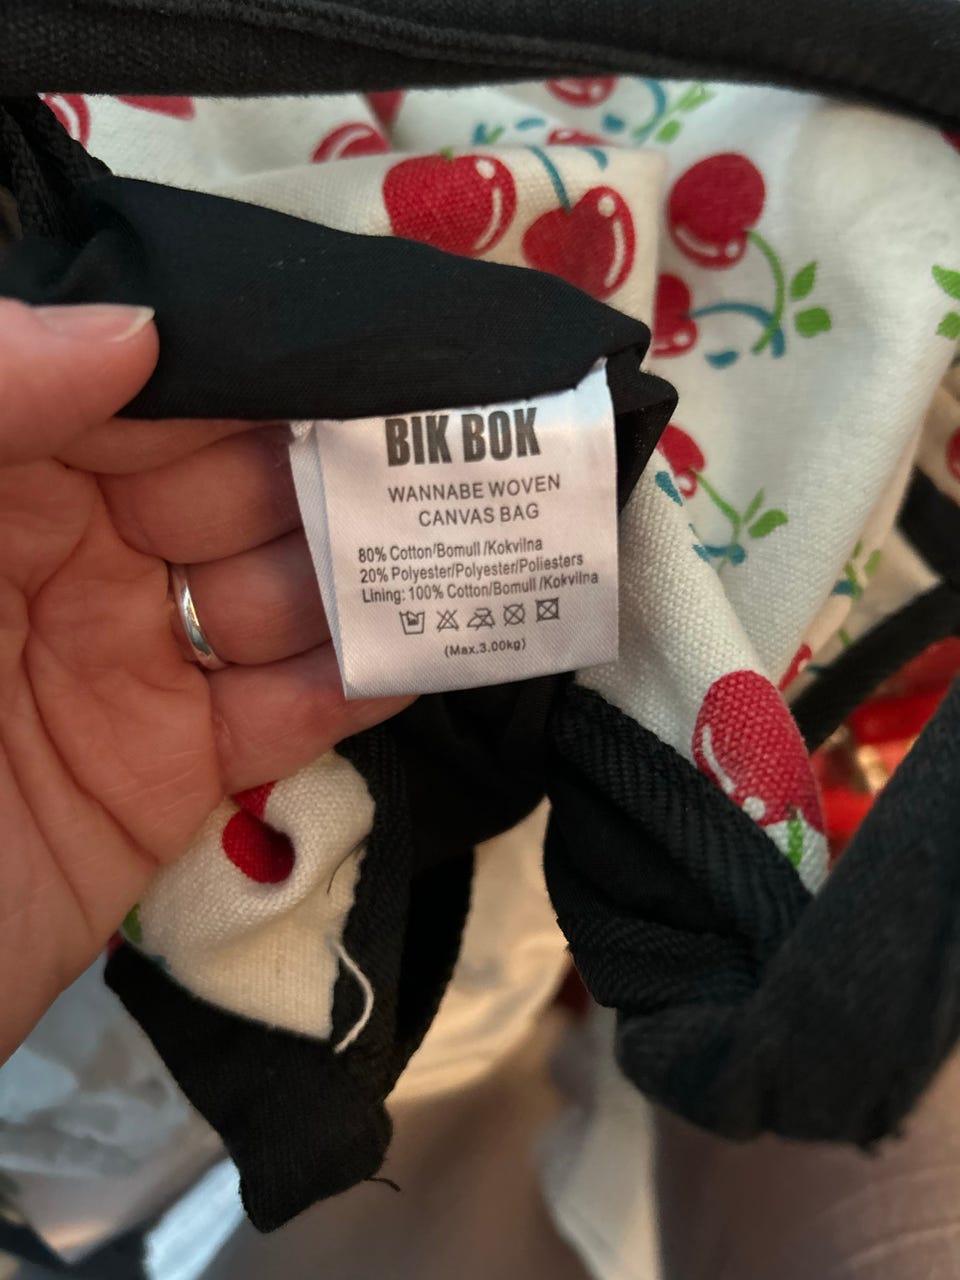 BIK BOK
WANNABE WOVEN
CANVAS BAG
80% Cotton/Bomull /Kokvilna
20% Polyester/Polyester/Poliesters
Lining: 100% Cotton/Bomull /Kokvilna
(Max.3.00kg)